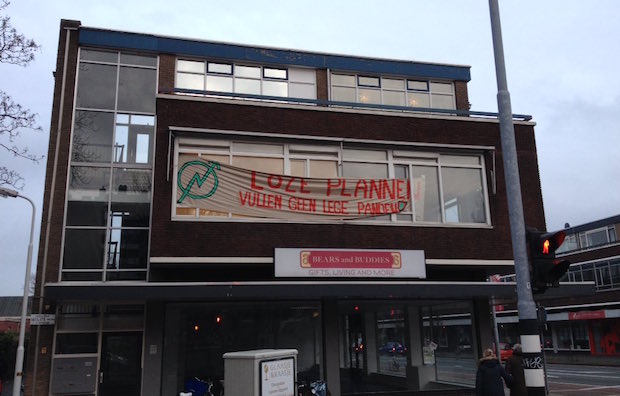 LOZE PLANNEN
VULLEN GEEN LEGE PANDEN!
BEARS and BUDDIES
GIFTS, LIVING AND MORE